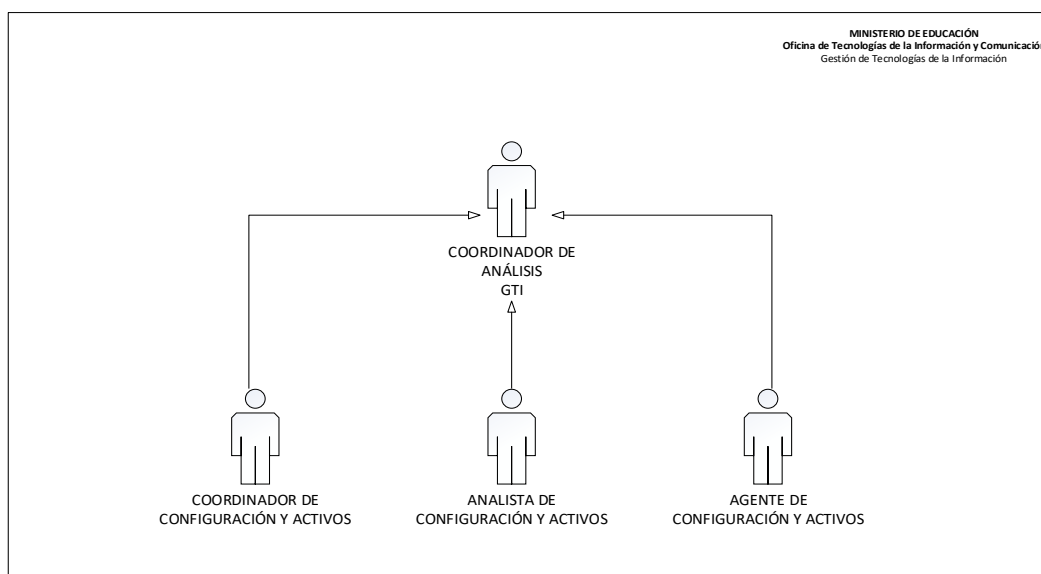 MINISTERIO DE EDUCACIÓN
Oficina de Tecnologías de la Información y Comunicación
Gestión de Tecnologías de la Información
COORDINADOR DE
ANÁLISIS
GTI
COORDINADOR DE
CONFIGURACIÓN Y ACTIVOS
ANALISTA DE
CONFIGURACIÓN Y ACTIVOS
AGENTE DE
CONFIGURACIÓN Y ACTIVOS